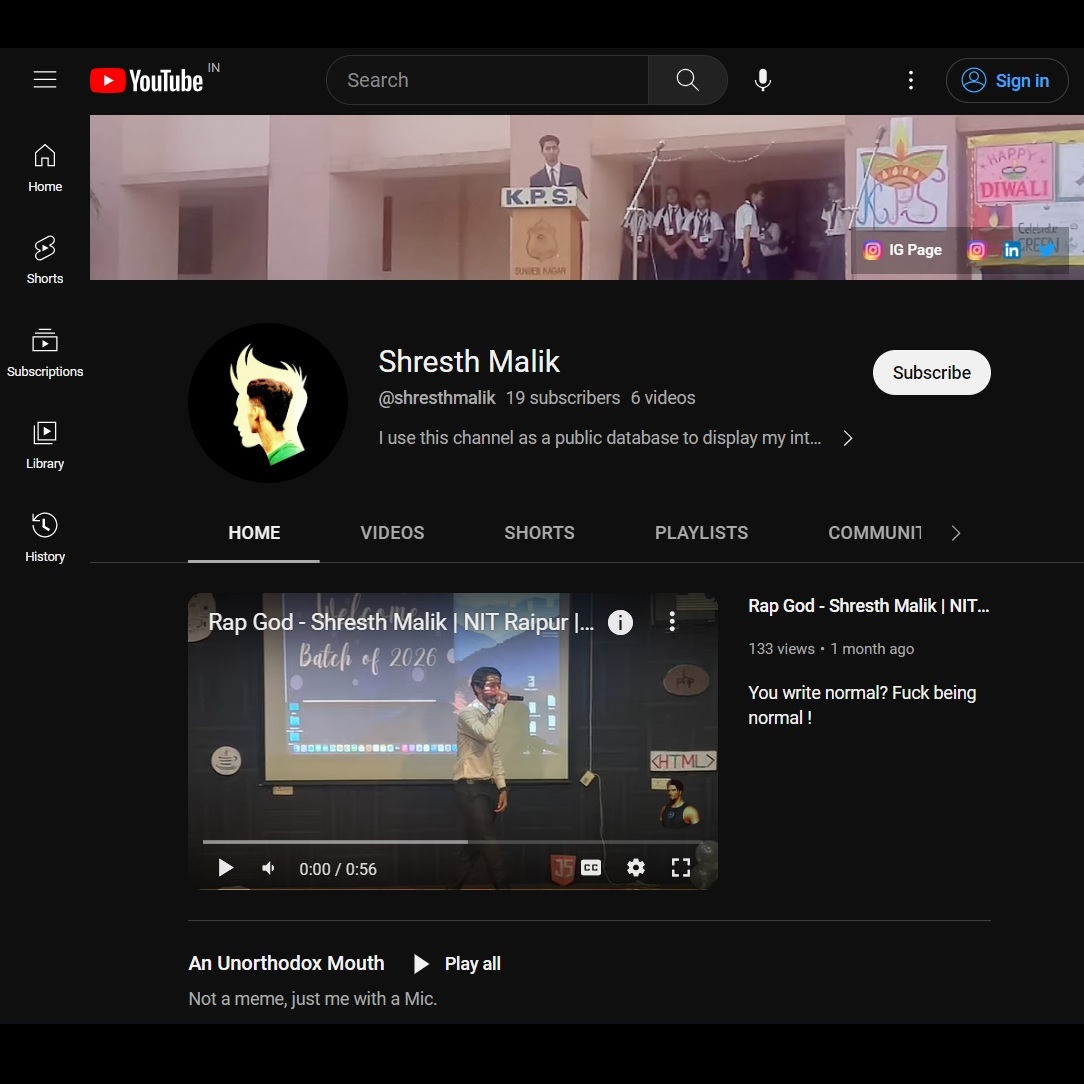 YouTube IN
Search
Sign in
Home
Shorts
Subscriptions
Library
History
K.P.S.
SUNDER NAGAR
KPS
HAPPY
DIWALI
Celebrate
GREEN
IG Page
in
Shresth Malik
@shresthmalik 19 subscribers 6 videos
I use this channel as a public database to display my int...
Subscribe
HOME VIDEOS SHORTS PLAYLISTS COMMUNIT
Welcome
Rap God - Shresth Malik | NIT Raipur |...
Batch of 2026
php
<HTML>
JS
CC
0:00 / 0:56
Rap God - Shresth Malik | NIT...
133 views • 1 month ago
You write normal? Fuck being
normal !
An Unorthodox Mouth Play all
Not a meme, just me with a Mic.